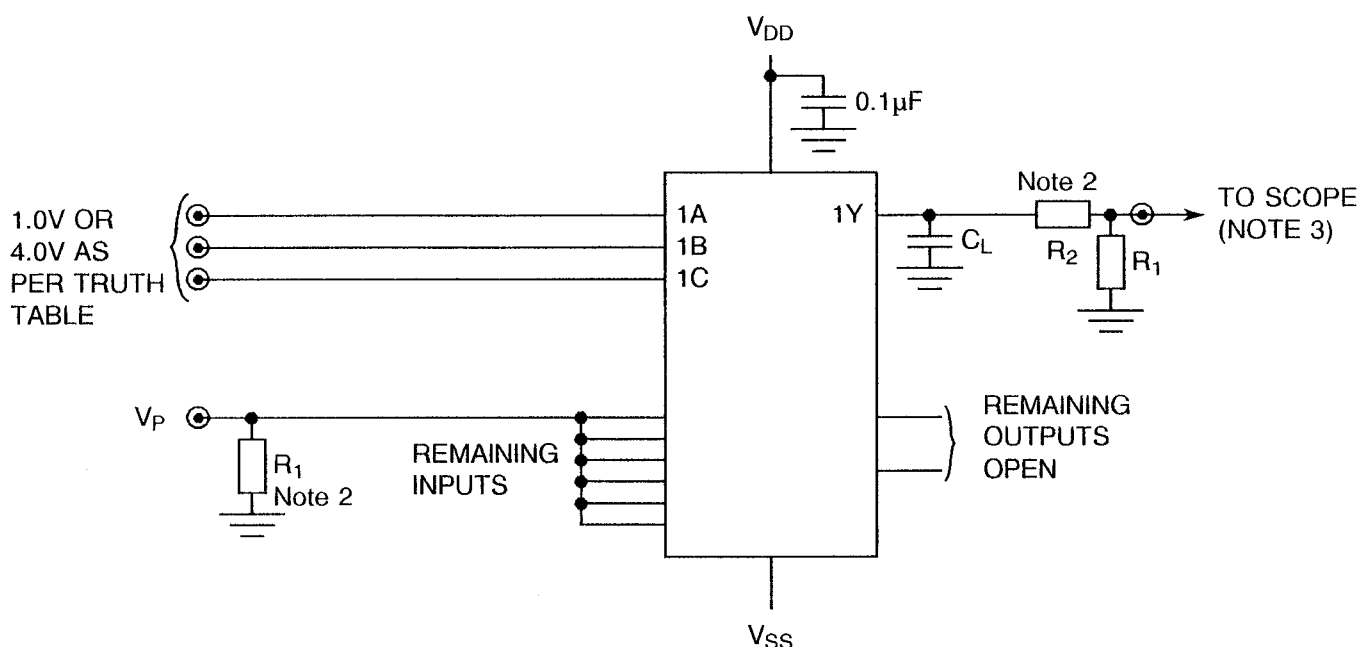 VDD
0.1µF
1.0V OR
4.0V AS
PER TRUTH
TABLE
1A
1B
1C
1Y
CL
Note 2
R2
R1
TO SCOPE
(NOTE 3)
VP
R1
Note 2
REMAINING
INPUTS
REMAINING
OUTPUTS
OPEN
VSS